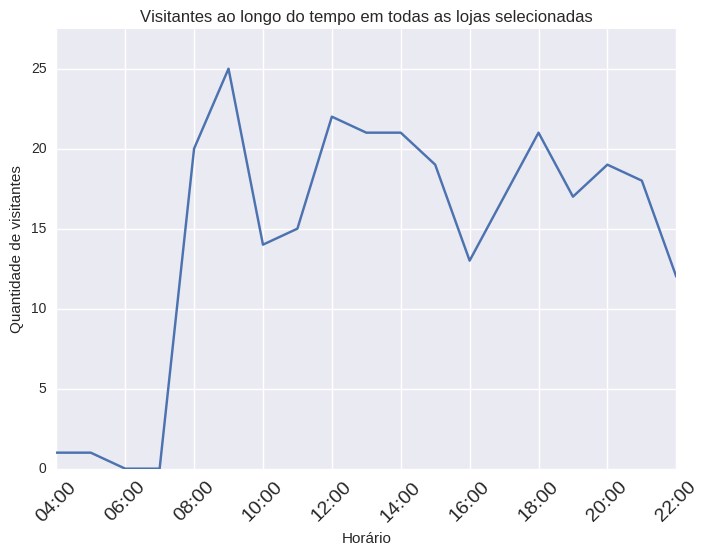 Visitantes ao longo do tempo em todas as lojas selecionadas
Quantidade de visitantes
25
20
15
10
5
0
04:00 06:00 08:00 10:00 12:00 14:00 16:00 18:00 20:00 22:00
Horário